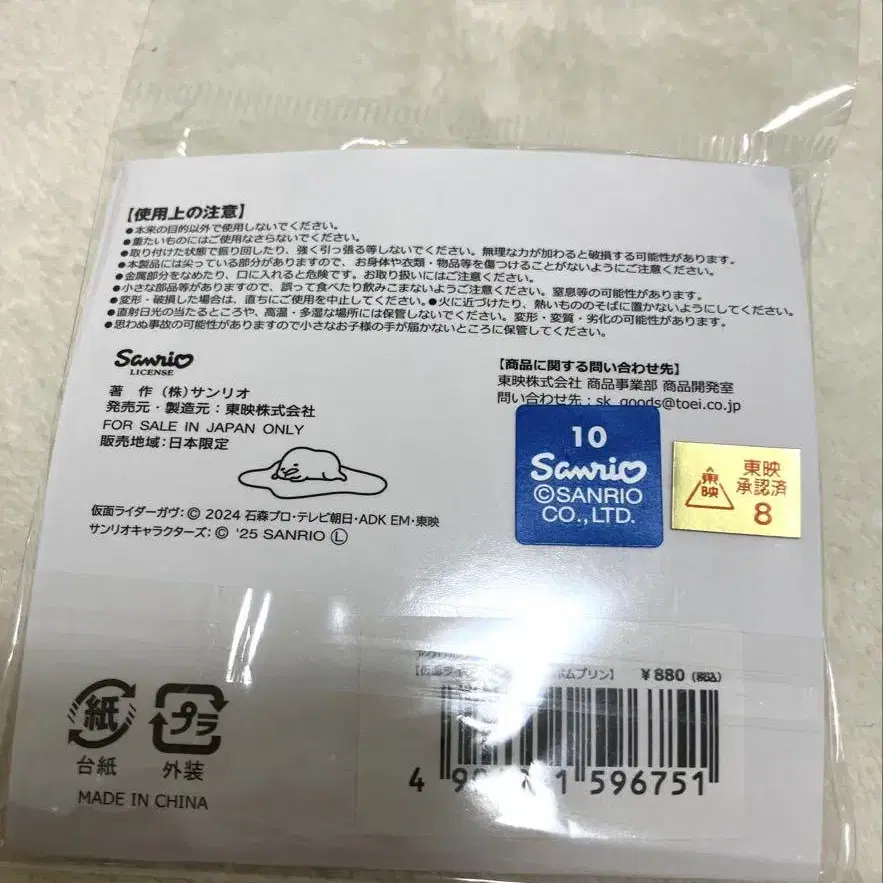 【使用上の注意】
●本来の目的以外で使用しないでください。
●重たいものにはご使用なさらないでください。
●取り付けた状態で振り回したり、強く引っ張る等しないでください。無理な力が加わると破損する可能性があります。
●本製品には尖っている部分がありますので、お身体や衣類・物品等を傷つけることがないようにご注意ください。
●金属部分をなめたり、口に入れると危険です。お取り扱いにはご注意ください。
●小さな部品等がありますので、誤って食べたり飲みこまないようご注意ください。窒息等の可能性があります。
●変形・破損した場合は、直ちにご使用を中止してください。●火に近づけたり、熱いもののそばに置かないようにしてください。
●直射日光の当たるところや、高温・多湿な場所には保管しないでください。変形・変質・劣化の可能性があります。
●思わぬ事故の可能性がありますので小さなお子様の手が届かないところに保管してください。
Sanrio
LICENSE
著 作 (株)サンリオ
発売元・製造元:東映株式会社
FOR SALE IN JAPAN ONLY
販売地域:日本限定
【商品に関する問い合わせ先】
東映株式会社 商品事業部 商品開発室
問い合わせ先:sk_goods@toei.co.jp
10
Sanrio
©SANRIO
CO.,LTD.
東映
東映
承認済
8
仮面ライダーガヴ:© 2024 石森プロ・テレビ朝日・ADK EM・東映
サンリオキャラクターズ:© '25 SANRIO Ⓛ
アクリル
【仮面ライ ムプリン】 ¥880 (税込)
4 9 1 596751
紙
台紙
プラ
外装
MADE IN CHINA